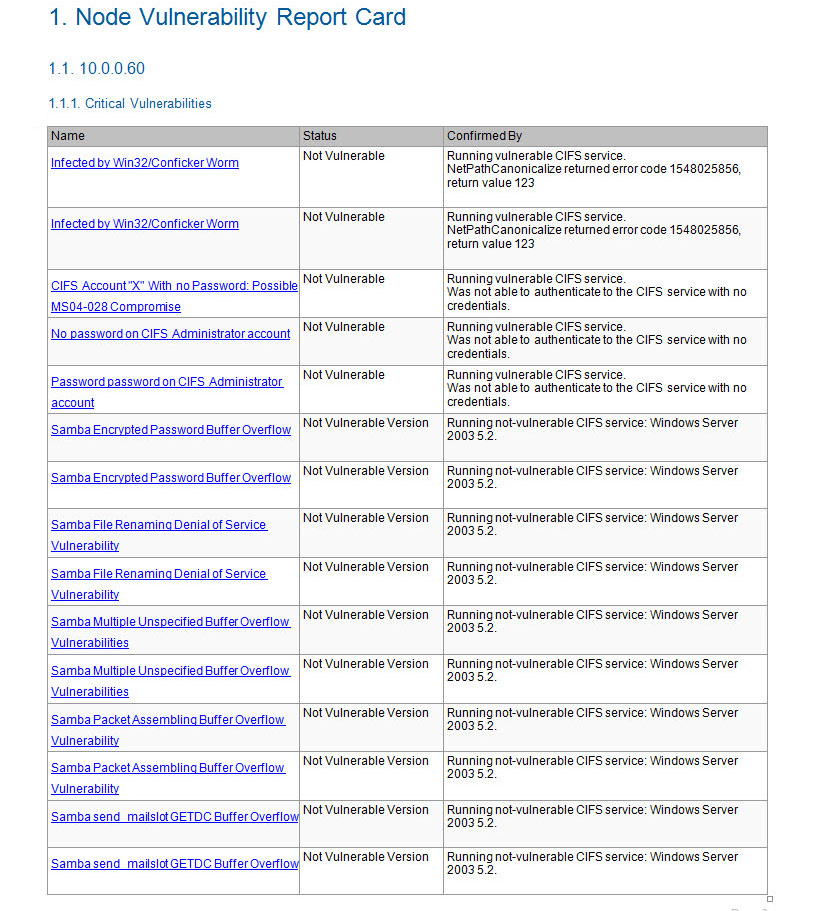 1. Node Vulnerability Report Card
1.1. 10.0.0.60
1.1.1. Critical Vulnerabilities
Name Status Confirmed By
Infected by Win32/Conficker Worm Not Vulnerable Running vulnerable CIFS service.
NetPathCanonicalize returned error code 1548025856,
return value 123
Infected by Win32/Conficker Worm Not Vulnerable Running vulnerable CIFS service.
NetPathCanonicalize returned error code 1548025856,
return value 123
CIFS Account "X" With no Password: Possible Not Vulnerable Running vulnerable CIFS service.
MS04-028 Compromise Was not able to authenticate to the CIFS service with no
credentials.
No password on CIFS Administrator account Not Vulnerable Running vulnerable CIFS service.
Was not able to authenticate to the CIFS service with no
credentials.
Password password on CIFS Administrator Not Vulnerable Running vulnerable CIFS service.
account Was not able to authenticate to the CIFS service with no
credentials.
Samba Encrypted Password Buffer Overflow Not Vulnerable Version Running not-vulnerable CIFS service: Windows Server
2003 5.2.
Samba Encrypted Password Buffer Overflow Not Vulnerable Version Running not-vulnerable CIFS service: Windows Server
2003 5.2.
Samba File Renaming Denial of Service Not Vulnerable Version Running not-vulnerable CIFS service: Windows Server
Vulnerability 2003 5.2.
Samba File Renaming Denial of Service Not Vulnerable Version Running not-vulnerable CIFS service: Windows Server
Vulnerability 2003 5.2.
Samba Multiple Unspecified Buffer Overflow Not Vulnerable Version Running not-vulnerable CIFS service: Windows Server
Vulnerabilities 2003 5.2.
Samba Multiple Unspecified Buffer Overflow Not Vulnerable Version Running not-vulnerable CIFS service: Windows Server
Vulnerabilities 2003 5.2.
Samba Packet Assembling Buffer Overflow Not Vulnerable Version Running not-vulnerable CIFS service: Windows Server
Vulnerability 2003 5.2.
Samba Packet Assembling Buffer Overflow Not Vulnerable Version Running not-vulnerable CIFS service: Windows Server
Vulnerability 2003 5.2.
Samba send_mailslot GETDC Buffer Overflow Not Vulnerable Version Running not-vulnerable CIFS service: Windows Server
2003 5.2.
Samba send_mailslot GETDC Buffer Overflow Not Vulnerable Version Running not-vulnerable CIFS service: Windows Server
2003 5.2.